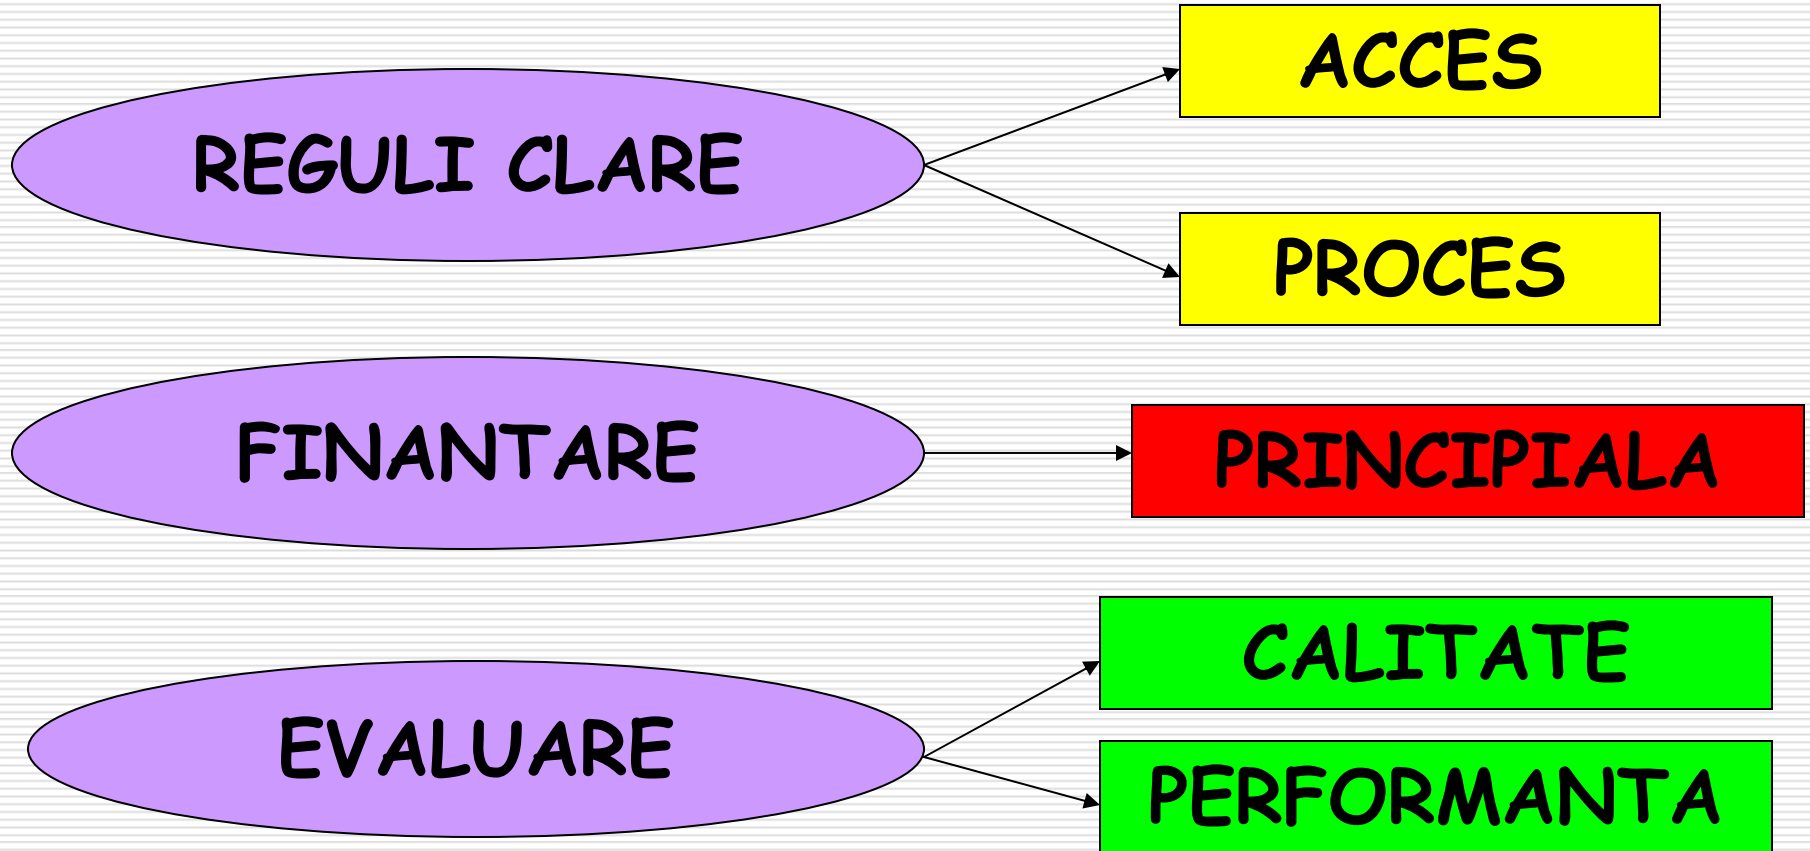 REGULI CLARE
ACCES
PROCES
FINANTARE
PRINCIPIALA
EVALUARE
CALITATE
PERFORMANTA